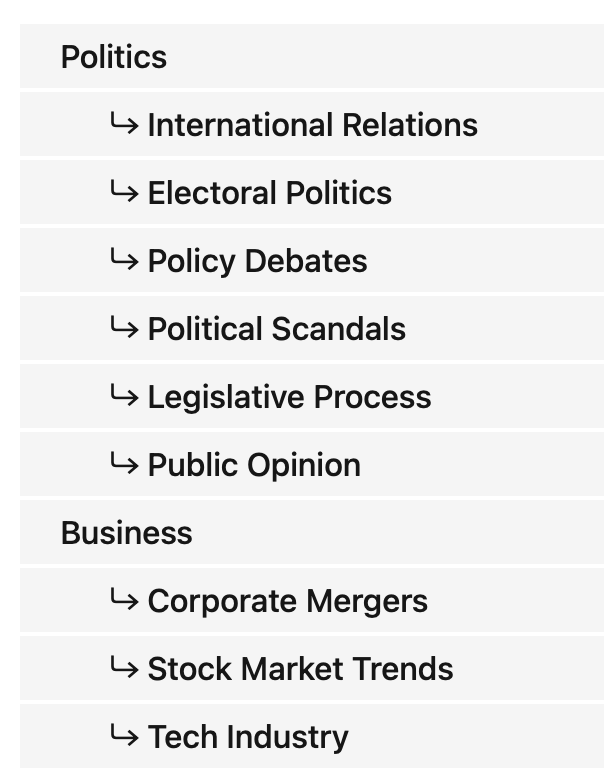 Politics
↳ International Relations
↳ Electoral Politics
↳ Policy Debates
↳ Political Scandals
↳ Legislative Process
↳ Public Opinion
Business
↳ Corporate Mergers
↳ Stock Market Trends
↳ Tech Industry